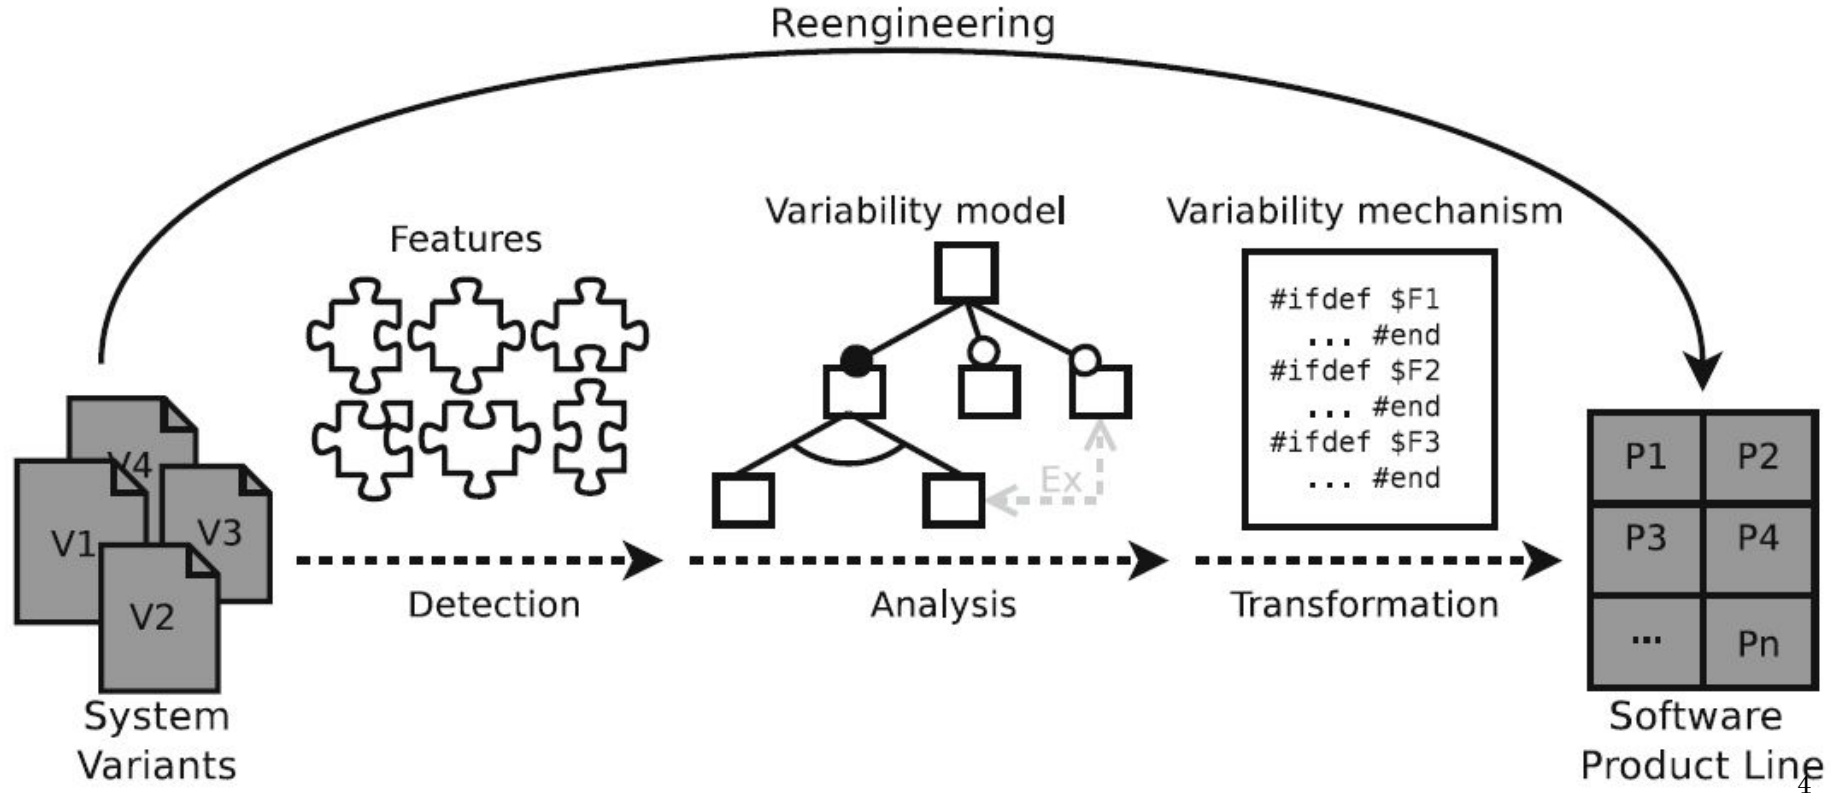 Reengineering
Features
Variability model
Variability mechanism
#ifdef $F1
... #end
#ifdef $F2
... #end
#ifdef $F3
... #end
Ex
V4
V1
V3
V2
Detection
Analysis
Transformation
P1 P2
P3 P4
... Pn
System
Variants
Software
Product Line
4